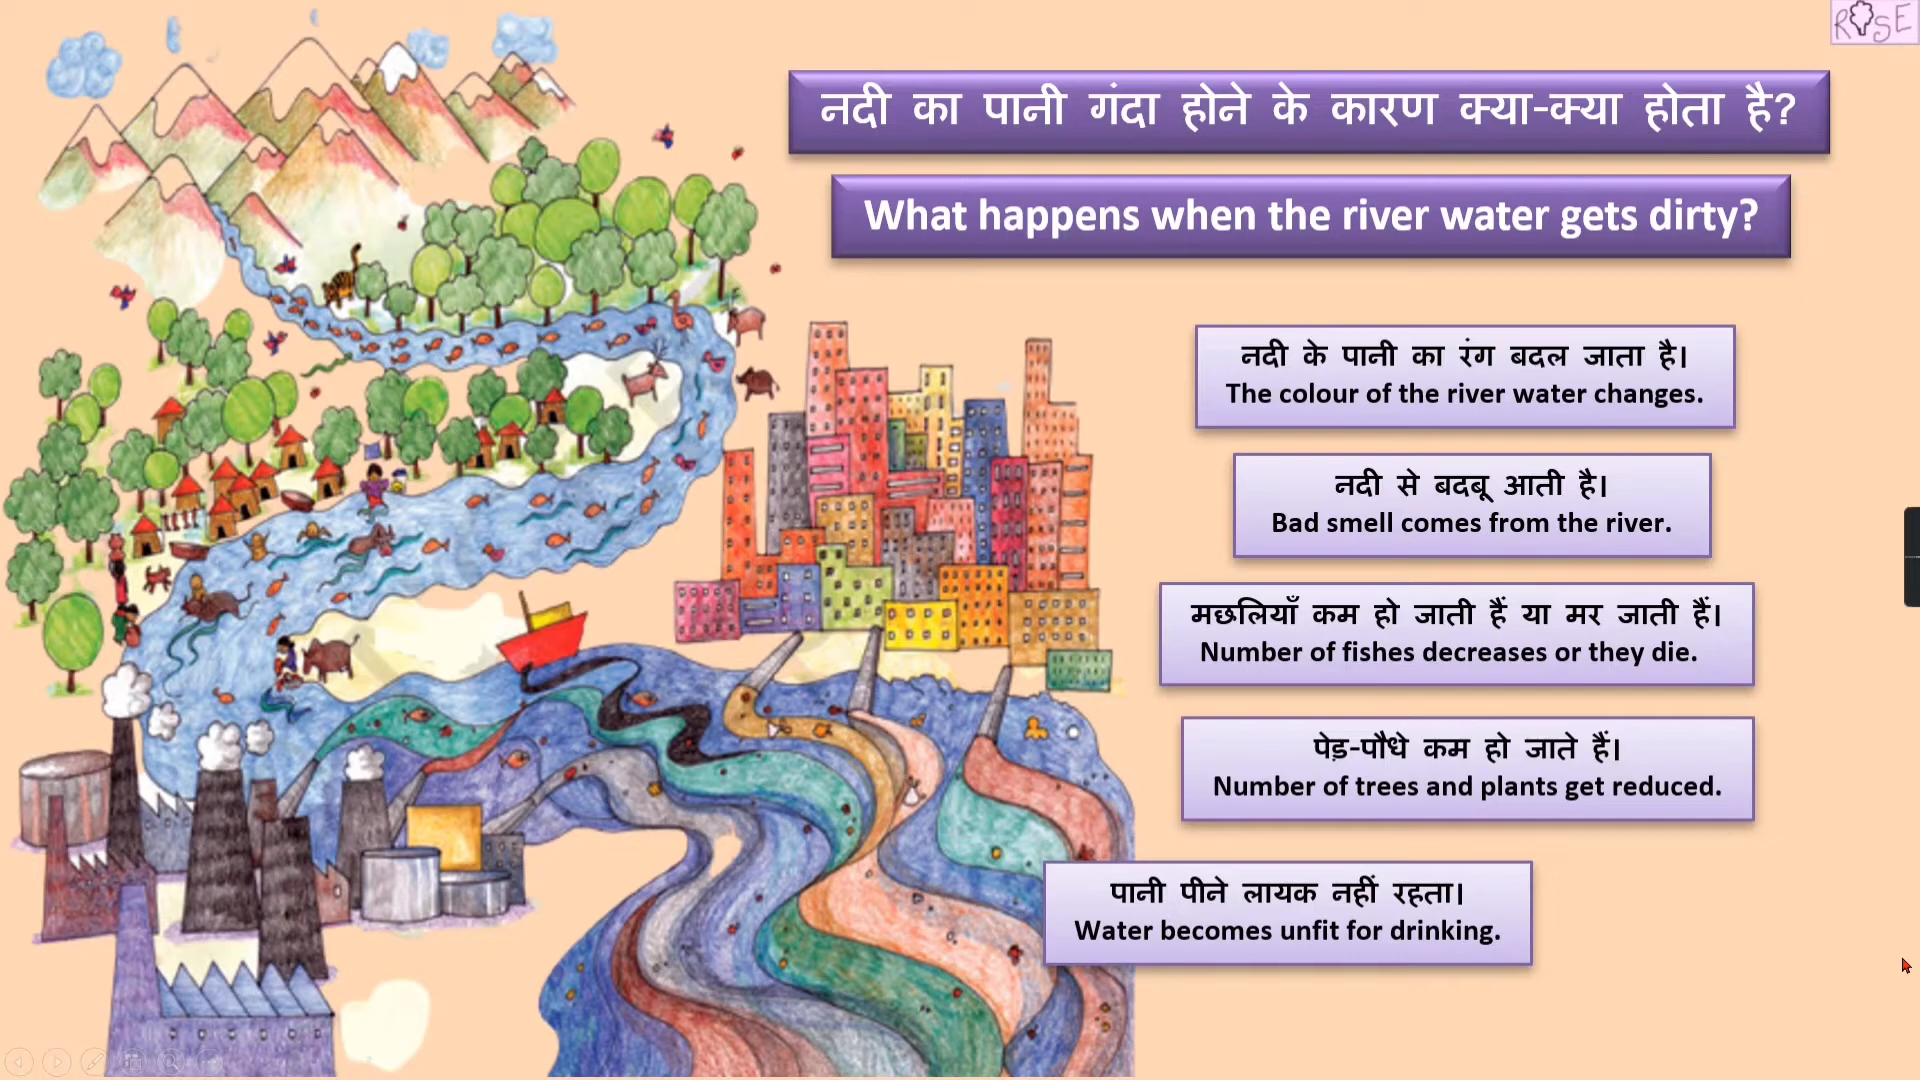 RISE
नदी का पानी गंदा होने के कारण क्या-क्या होता है?
What happens when the river water gets dirty?
नदी के पानी का रंग बदल जाता है।
The colour of the river water changes.
नदी से बदबू आती है।
Bad smell comes from the river.
मछलियाँ कम हो जाती हैं या मर जाती हैं।
Number of fishes decreases or they die.
पेड़-पौधे कम हो जाते हैं।
Number of trees and plants get reduced.
पानी पीने लायक नहीं रहता।
Water becomes unfit for drinking.